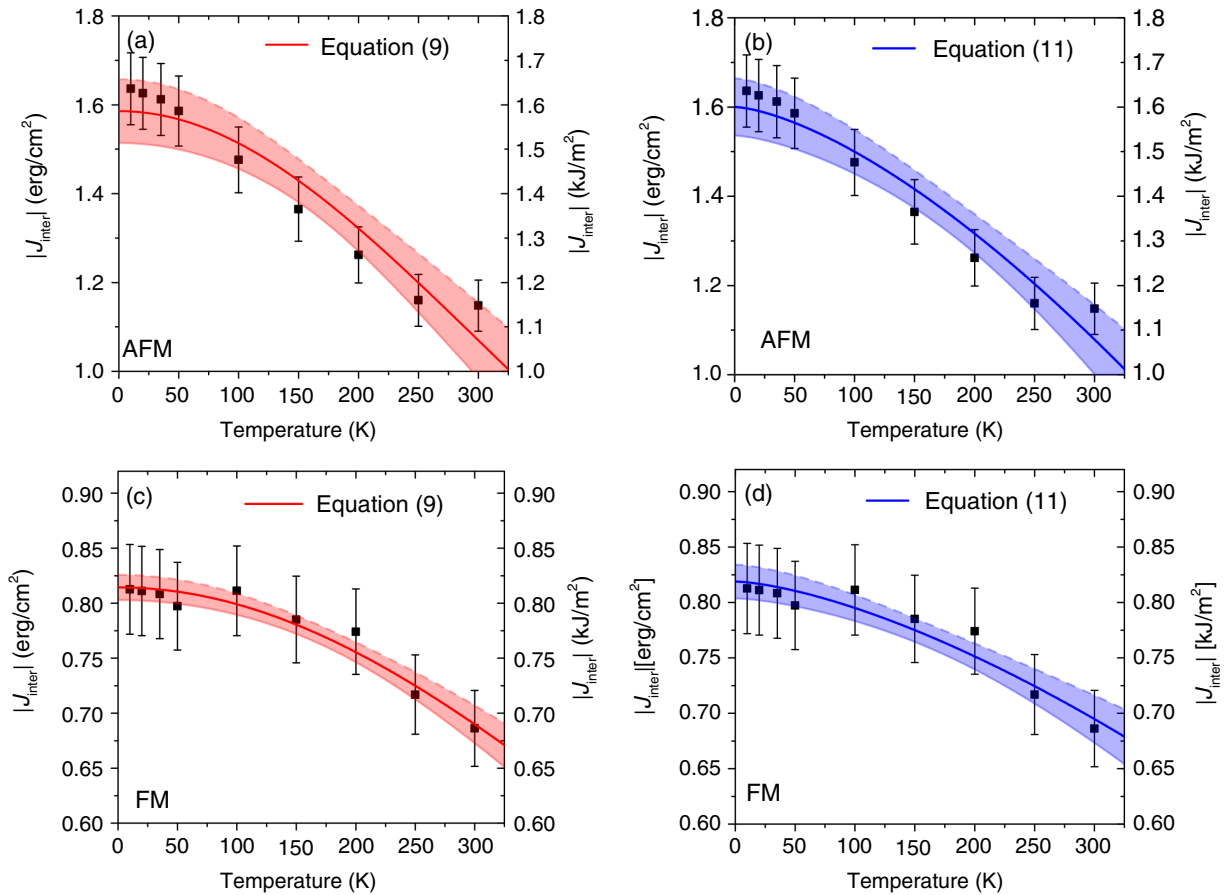 (a)
Equation (9)
AFM
|J_inter| (erg/cm²)
1.8
1.6
1.4
1.2
1.0
|J_inter| (kJ/m²)
1.8
1.7
1.6
1.5
1.4
1.3
1.2
1.1
1.0
0 50 100 150 200 250 300
Temperature (K)
(b)
Equation (11)
AFM
|J_inter| (erg/cm²)
1.8
1.6
1.4
1.2
1.0
|J_inter| (kJ/m²)
1.8
1.7
1.6
1.5
1.4
1.3
1.2
1.1
1.0
0 50 100 150 200 250 300
Temperature (K)
(c)
Equation (9)
FM
|J_inter| (erg/cm²)
0.90
0.85
0.80
0.75
0.70
0.65
0.60
|J_inter| (kJ/m²)
0.90
0.85
0.80
0.75
0.70
0.65
0.60
0 50 100 150 200 250 300
Temperature (K)
(d)
Equation (11)
FM
|J_inter|[erg/cm²]
0.90
0.85
0.80
0.75
0.70
0.65
0.60
|J_inter| [kJ/m²]
0.90
0.85
0.80
0.75
0.70
0.65
0.60
0 50 100 150 200 250 300
Temperature (K)